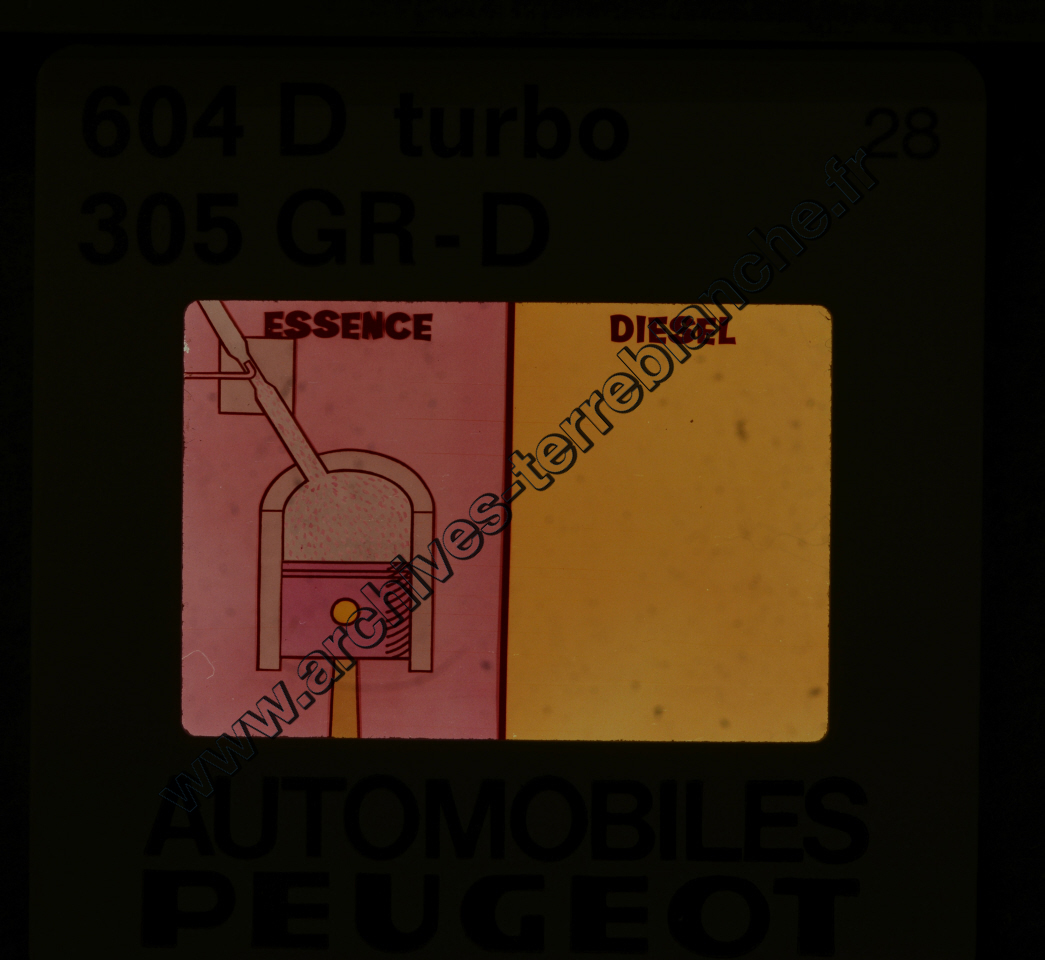 604 D turbo 28
305 GR-D
ESSENCE DIESEL
www.archives-terreblanche.fr
AUTOMOBILES
PEUGEOT